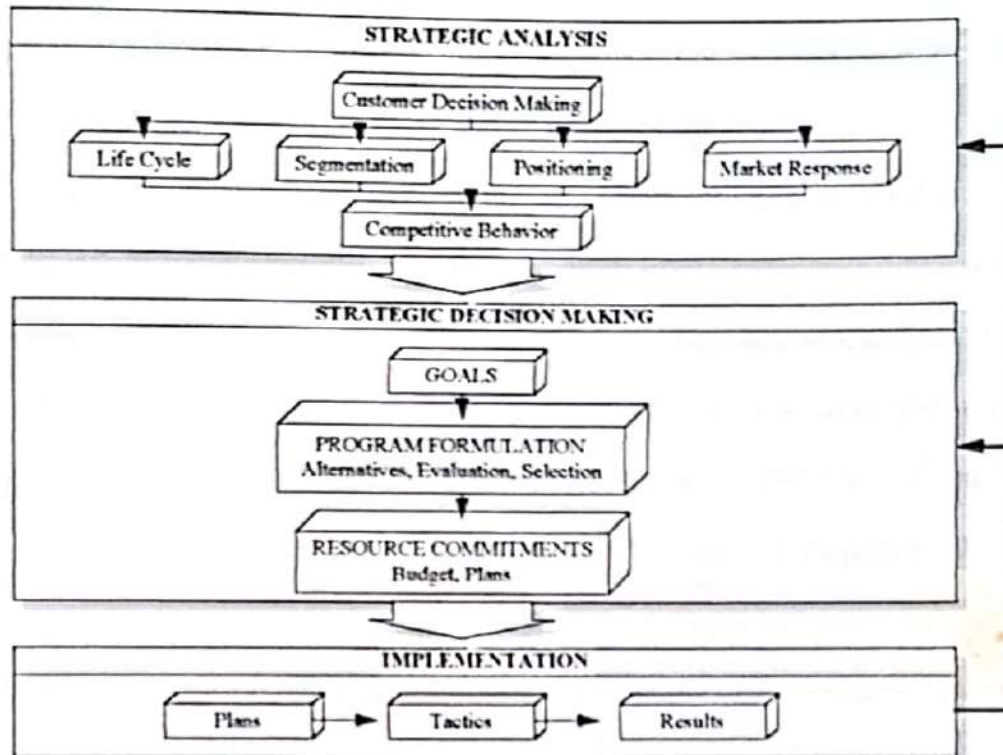 STRATEGIC ANALYSIS
Customer Decision Making
Life Cycle
Segmentation
Positioning
Market Response
Competitive Behavior
STRATEGIC DECISION MAKING
GOALS
PROGRAM FORMULATION
Alternatives, Evaluation, Selection
RESOURCE COMMITMENTS
Budget, Plans
IMPLEMENTATION
Plans
Tactics
Results